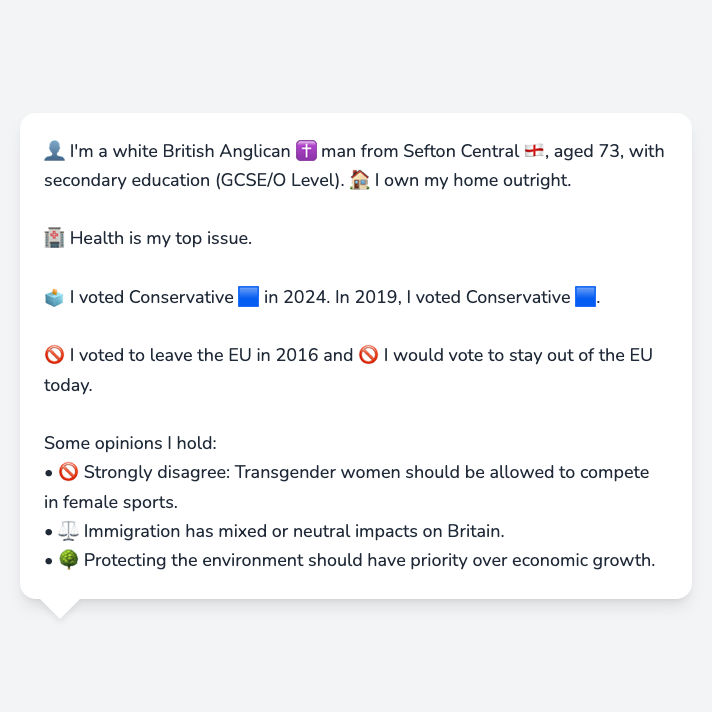 👤 I'm a white British Anglican ✝️ man from Sefton Central 🏴󠁧󠁢󠁥󠁮󠁧󠁿, aged 73, with
secondary education (GCSE/O Level). 🏠 I own my home outright.
🏥 Health is my top issue.
🗳️ I voted Conservative 🟦 in 2024. In 2019, I voted Conservative 🟦.
🚫 I voted to leave the EU in 2016 and 🚫 I would vote to stay out of the EU
today.
Some opinions I hold:
• 🚫 Strongly disagree: Transgender women should be allowed to compete
in female sports.
• ⚖️ Immigration has mixed or neutral impacts on Britain.
• 🌳 Protecting the environment should have priority over economic growth.